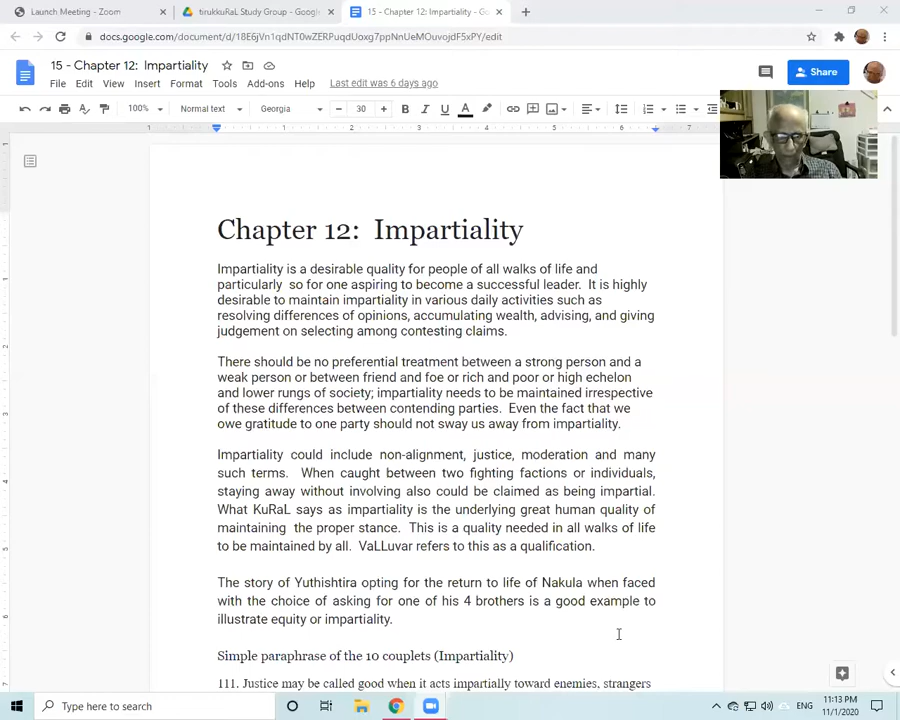 Launch Meeting - Zoom
tirukkuRaL Study Group - Google
15 - Chapter 12: Impartiality - Go
docs.google.com/document/d/18E6jVn1qdNT0wZERPuqdUoxg7ppNnUeMOuvojdF5xPY/edit
15 - Chapter 12: Impartiality
File Edit View Insert Format Tools Add-ons Help Last edit was 6 days ago
Share
100% Normal text Georgia 30 B I U A
1 1 2 3 4 5 6 7
Chapter 12: Impartiality
Impartiality is a desirable quality for people of all walks of life and
particularly so for one aspiring to become a successful leader. It is highly
desirable to maintain impartiality in various daily activities such as
resolving differences of opinions, accumulating wealth, advising, and giving
judgement on selecting among contesting claims.
There should be no preferential treatment between a strong person and a
weak person or between friend and foe or rich and poor or high echelon
and lower rungs of society; impartiality needs to be maintained irrespective
of these differences between contending parties. Even the fact that we
owe gratitude to one party should not sway us away from impartiality.
Impartiality could include non-alignment, justice, moderation and many
such terms. When caught between two fighting factions or individuals,
staying away without involving also could be claimed as being impartial.
What KuRaL says as impartiality is the underlying great human quality of
maintaining the proper stance. This is a quality needed in all walks of life
to be maintained by all. VaLLuvar refers to this as a qualification.
The story of Yuthishtira opting for the return to life of Nakula when faced
with the choice of asking for one of his 4 brothers is a good example to
illustrate equity or impartiality.
Simple paraphrase of the 10 couplets (Impartiality)
111. Justice may be called good when it acts impartially toward enemies, strangers
Type here to search
ENG
11:13 PM
11/1/2020